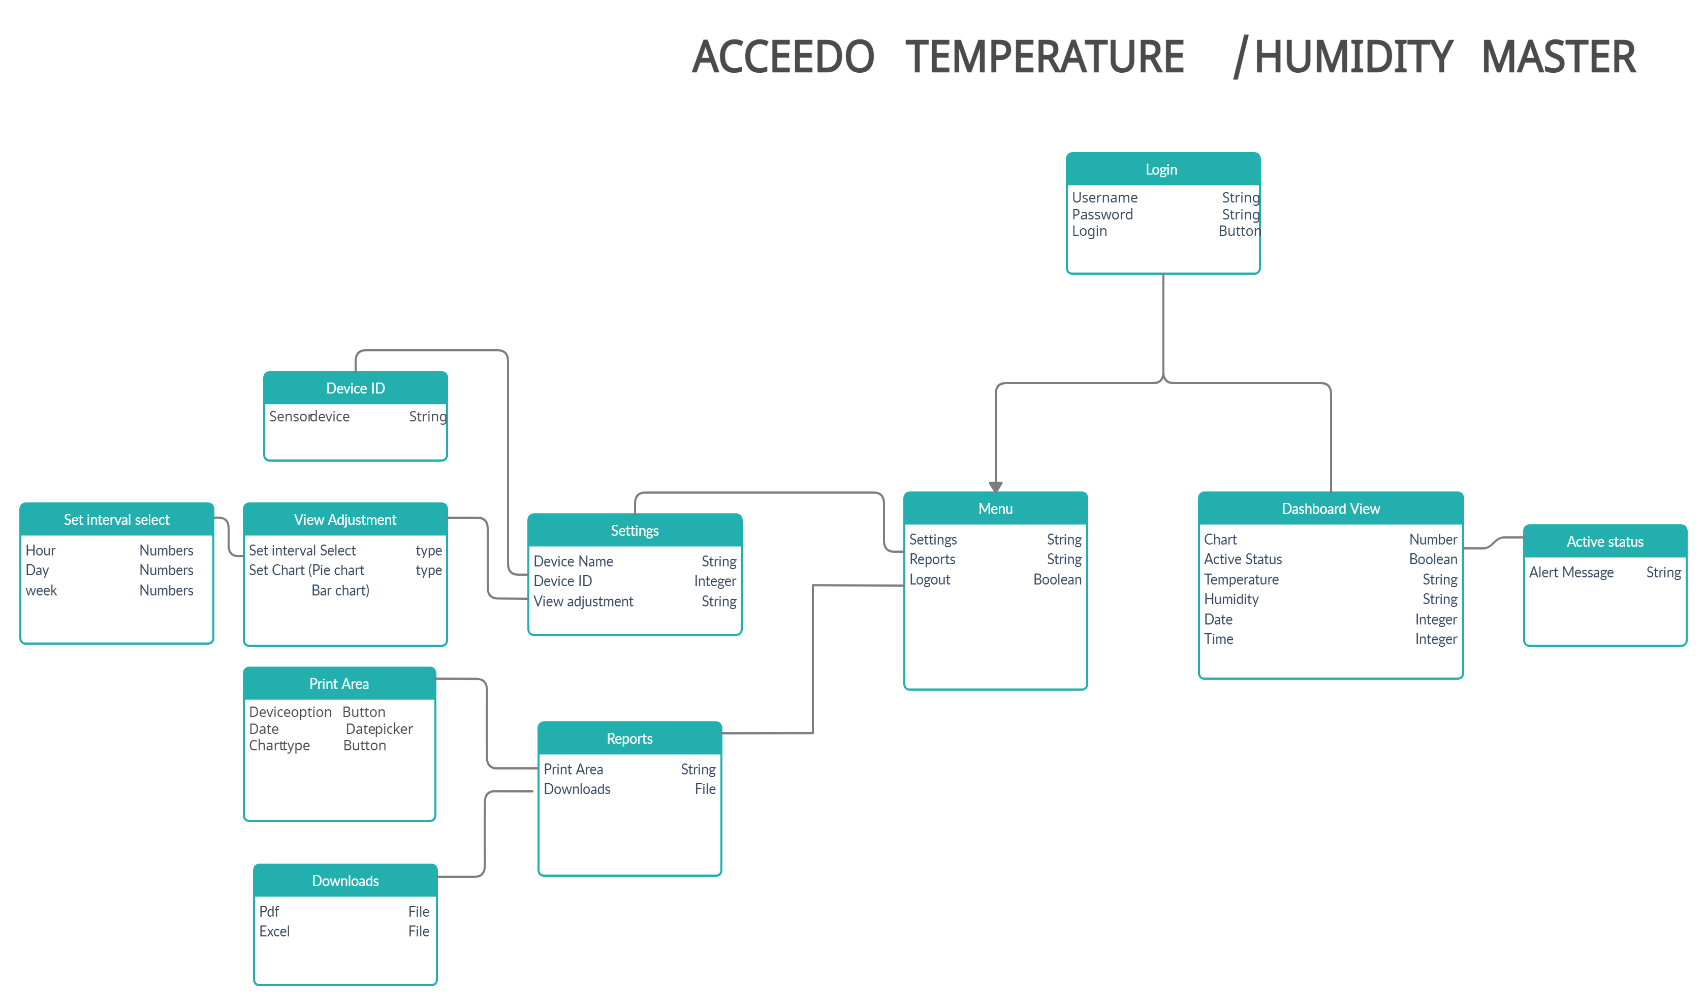 ACCEEDO TEMPERATURE /HUMIDITY MASTER
Login
Username String
Password String
Login Button
Device ID
Sensordevice String
Set interval select
Hour Numbers
Day Numbers
week Numbers
View Adjustment
Set interval Select type
Set Chart (Pie chart type
Bar chart)
Settings
Device Name String
Device ID Integer
View adjustment String
Menu
Settings String
Reports String
Logout Boolean
Dashboard View
Chart Number
Active Status Boolean
Temperature String
Humidity String
Date Integer
Time Integer
Active status
Alert Message String
Print Area
Deviceoption Button
Date Datepicker
Charttype Button
Reports
Print Area String
Downloads File
Downloads
Pdf File
Excel File